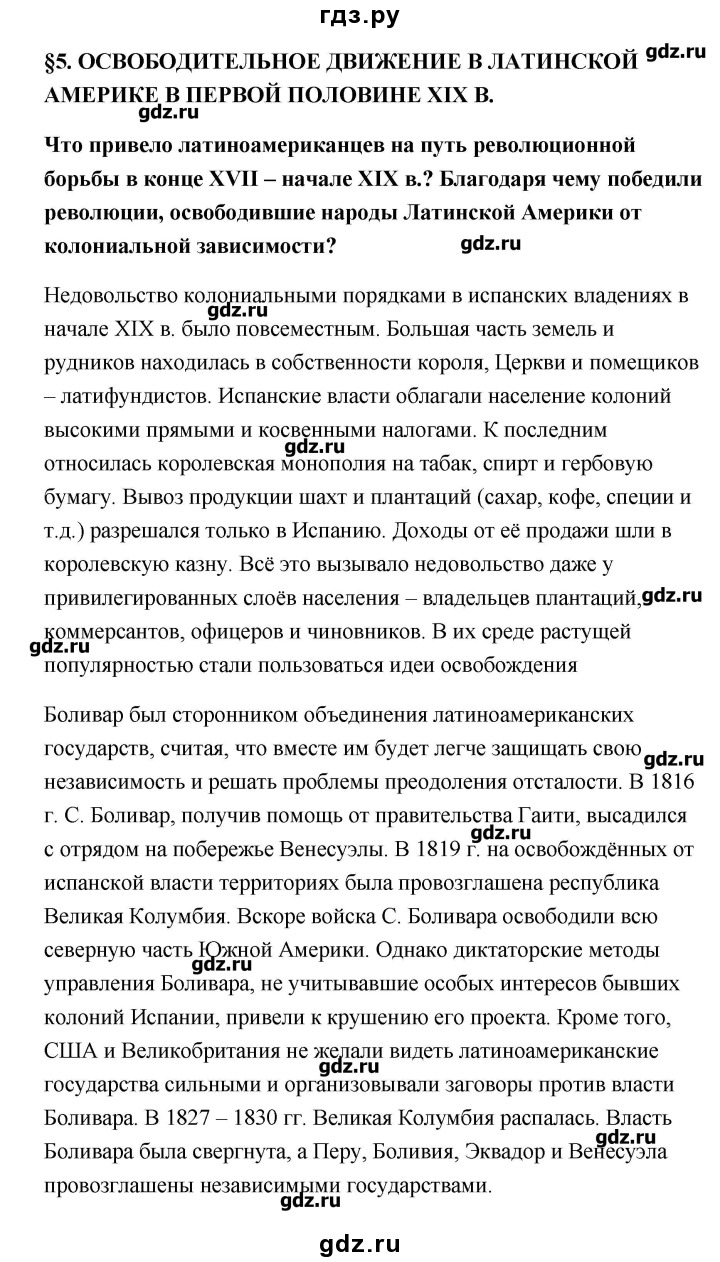 гдз.ру
§5. ОСВОБОДИТЕЛЬНОЕ ДВИЖЕНИЕ В ЛАТИНСКОЙ gdz.ru
АМЕРИКЕ В ПЕРВОЙ ПОЛОВИНЕ XIX В.
gdz.ru
Что привело латиноамериканцев на путь революционной
борьбы в конце XVII – начале XIX в.? Благодаря чему победили
революции, освободившие народы Латинской Америки от
колониальной зависимости? gdz.ru
Недовольство колониальными порядками в испанских владениях в
gdz.ru
начале XIX в. было повсеместным. Большая часть земель и
рудников находилась в собственности короля, Церкви и помещиков
– латифундистов. Испанские власти облагали население колоний
высокими прямыми и косвенными налогами. К последним
gdz.ru
относилась королевская монополия на табак, спирт и гербовую
бумагу. Вывоз продукции шахт и плантаций (сахар, кофе, специи и
т.д.) разрешался только в Испанию. Доходы от её продажи шли в
королевскую казну. Всё это вызывало недовольство даже у
привилегированных слоёв населения – владельцев плантаций, gdz.ru
коммерсантов, офицеров и чиновников. В их среде растущей
gdz.ru
популярностью стали пользоваться идеи освобождения
Боливар был сторонником объединения латиноамериканских
государств, считая, что вместе им будет легче защищать свою
gdz.ru
независимость и решать проблемы преодоления отсталости. В 1816
г. С. Боливар, получив помощь от правительства Гаити, высадился
gdz.ru
с отрядом на побережье Венесуэлы. В 1819 г. на освобождённых от
испанской власти территориях была провозглашена республика
Великая Колумбия. Вскоре войска С. Боливара освободили всю
северную часть Южной Америки. Однако диктаторские методы
gdz.ru
управления Боливара, не учитывавшие особых интересов бывших
колоний Испании, привели к крушению его проекта. Кроме того,
США и Великобритания не желали видеть латиноамериканские
gdz.ru
государства сильными и организовывали заговоры против власти
Боливара. В 1827 – 1830 гг. Великая Колумбия распалась. Власть
gdz.ru
Боливара была свергнута, а Перу, Боливия, Эквадор и Венесуэла
провозглашены независимыми государствами.
gdz.ru
gdz.ru